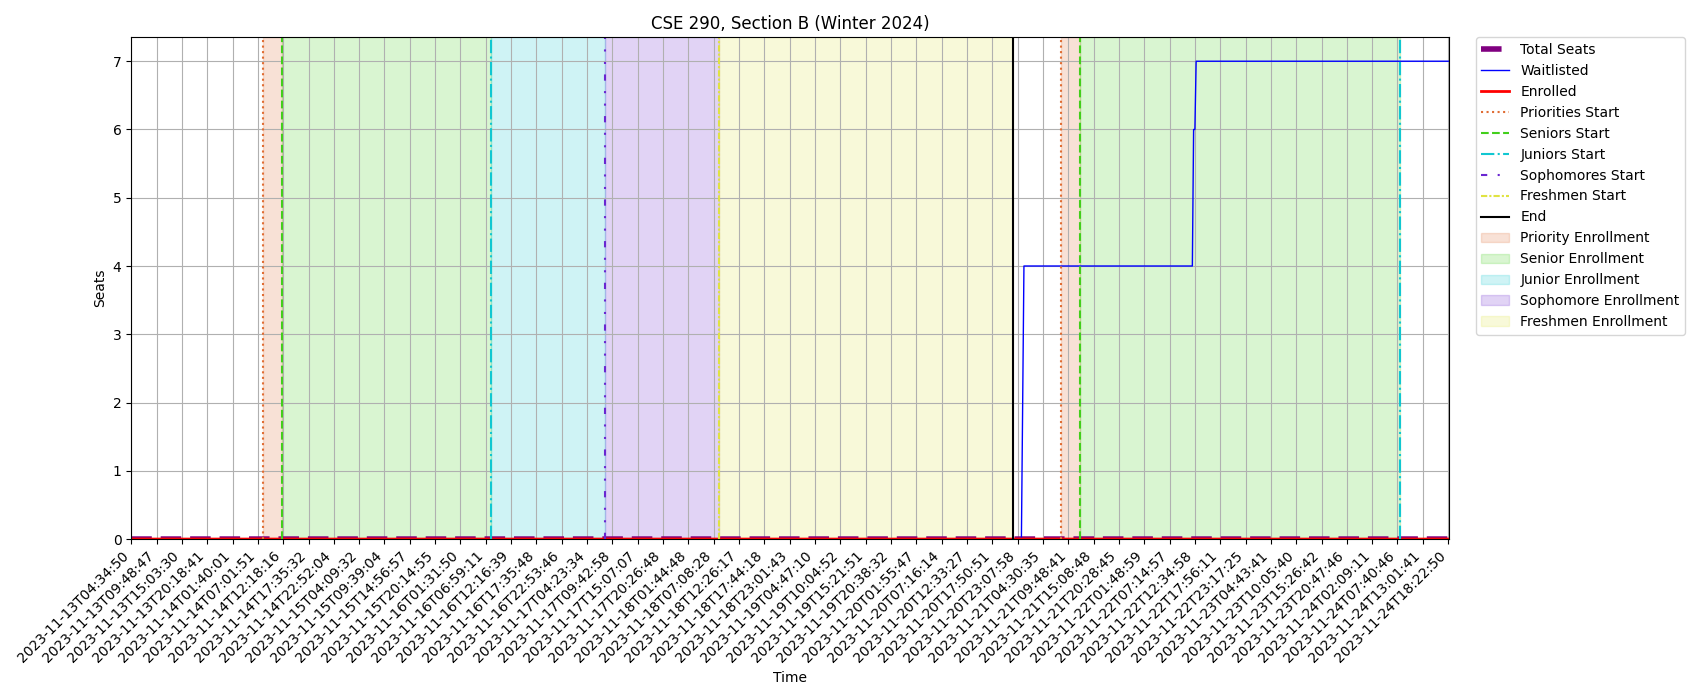 CSE 290, Section B (Winter 2024)
Seats
7
6
5
4
3
2
1
0
2023-11-13T04:34:50
2023-11-13T09:48:47
2023-11-13T15:03:30
2023-11-13T20:18:41
2023-11-14T01:40:01
2023-11-14T07:01:51
2023-11-14T12:18:16
2023-11-14T17:35:32
2023-11-14T22:52:04
2023-11-15T04:09:32
2023-11-15T09:39:04
2023-11-15T14:56:57
2023-11-15T20:14:55
2023-11-16T01:31:50
2023-11-16T06:59:11
2023-11-16T12:16:39
2023-11-16T17:35:48
2023-11-16T22:53:46
2023-11-17T04:23:34
2023-11-17T09:42:58
2023-11-17T15:07:07
2023-11-17T20:26:48
2023-11-18T01:44:48
2023-11-18T07:08:28
2023-11-18T12:26:17
2023-11-18T17:44:18
2023-11-18T23:01:43
2023-11-19T04:47:10
2023-11-19T10:04:52
2023-11-19T15:21:51
2023-11-19T20:38:32
2023-11-20T01:55:47
2023-11-20T07:16:14
2023-11-20T12:33:27
2023-11-20T17:50:51
2023-11-20T23:07:58
2023-11-21T04:30:35
2023-11-21T09:48:41
2023-11-21T15:08:48
2023-11-21T20:28:45
2023-11-22T01:48:59
2023-11-22T07:14:57
2023-11-22T12:34:58
2023-11-22T17:56:11
2023-11-22T23:17:25
2023-11-23T04:43:41
2023-11-23T10:05:40
2023-11-23T15:26:42
2023-11-23T20:47:46
2023-11-24T02:09:11
2023-11-24T07:40:46
2023-11-24T13:01:41
2023-11-24T18:22:50
Time
Total Seats
Waitlisted
Enrolled
Priorities Start
Seniors Start
Juniors Start
Sophomores Start
Freshmen Start
End
Priority Enrollment
Senior Enrollment
Junior Enrollment
Sophomore Enrollment
Freshmen Enrollment